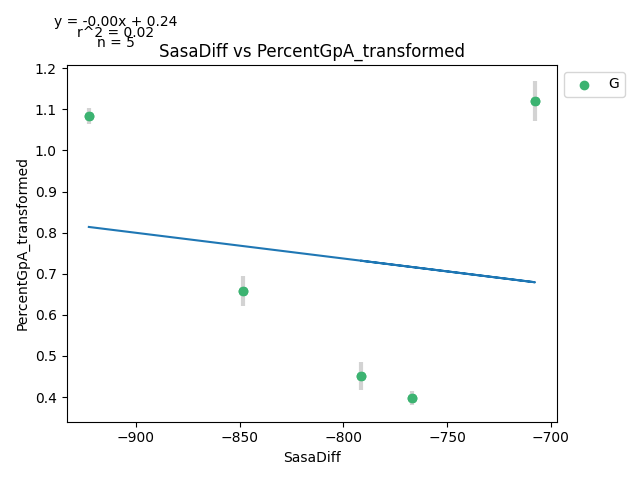 y = -0.00x + 0.24
r^2 = 0.02
n = 5
SasaDiff vs PercentGpA_transformed
G
PercentGpA_transformed
1.2
1.1
1.0
0.9
0.8
0.7
0.6
0.5
0.4
−900
−850
−800
−750
−700
SasaDiff